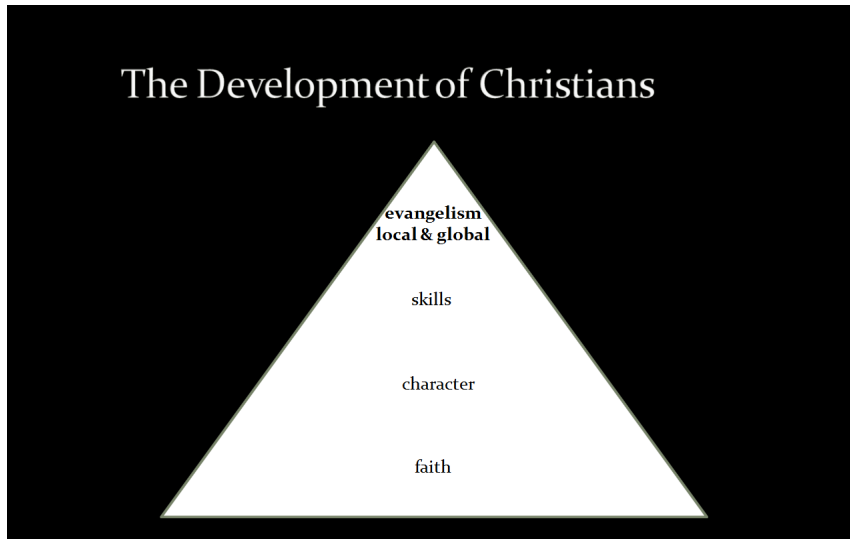 The Development of Christians
evangelism
local & global
skills
character
faith